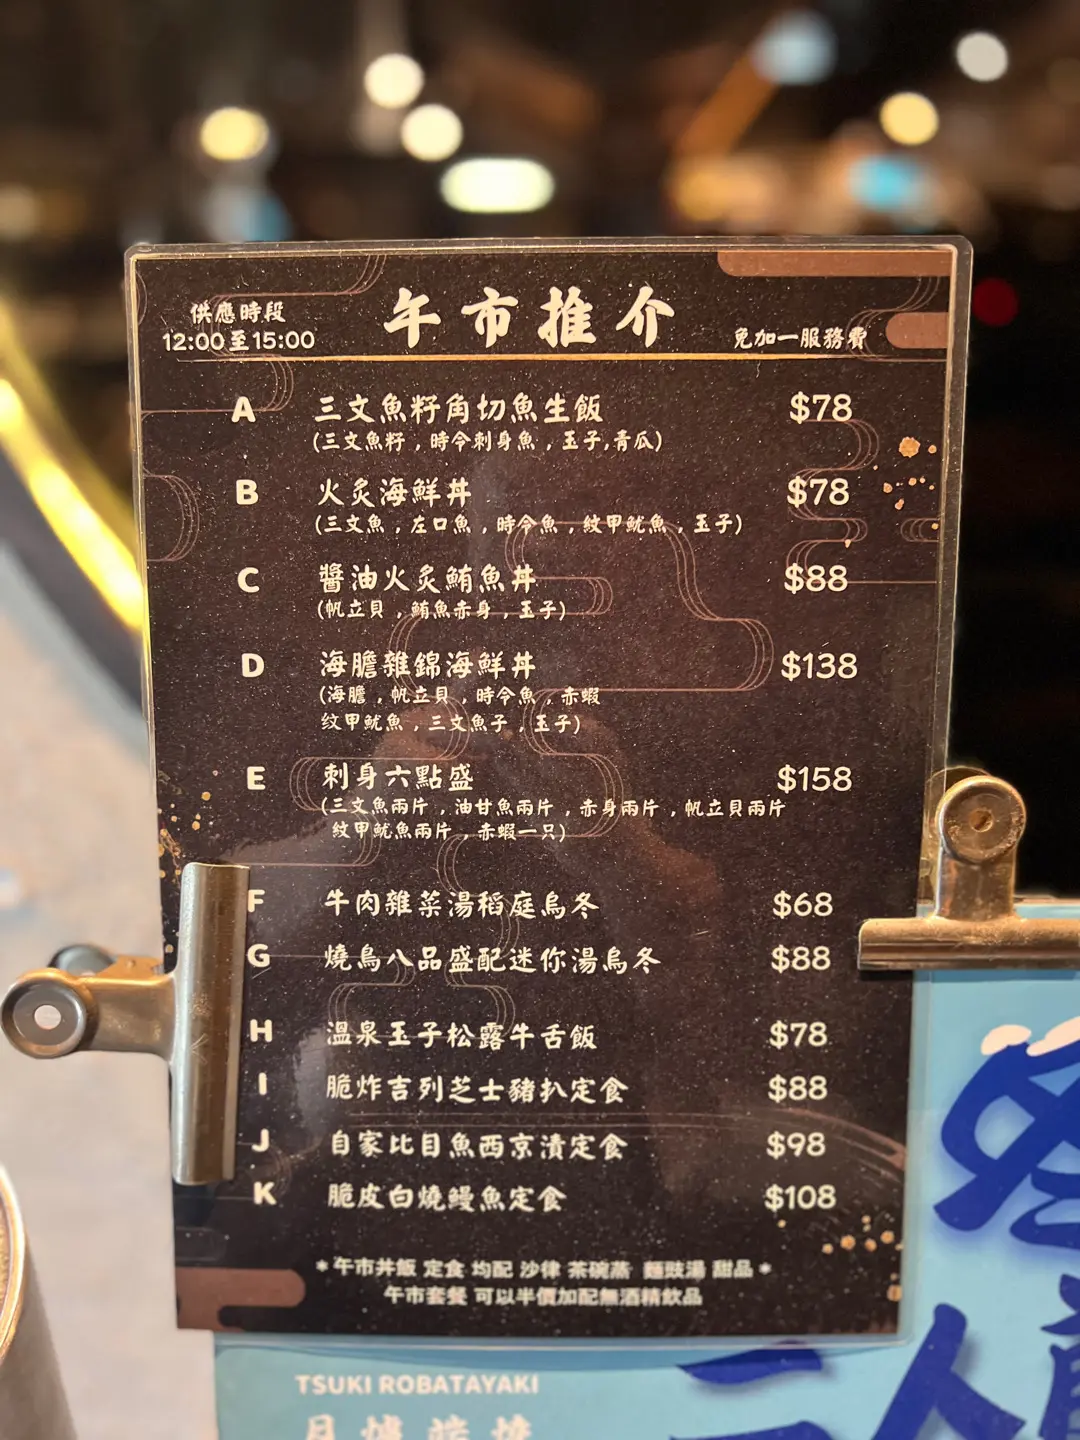 供應時段
12:00至15:00
午市推介
免加一服務費
A 三文魚籽角切魚生飯 $78
(三文魚籽,時令刺身魚,玉子,青瓜)
B 火炙海鮮丼 $78
(三文魚,左口魚,時令魚,紋甲魷魚,玉子)
C 醬油火炙鮪魚丼 $88
(帆立貝,鮪魚赤身,玉子)
D 海膽雜錦海鮮丼 $138
(海膽,帆立貝,時令魚,赤蝦
纹甲魷魚,三文魚子,玉子)
E 刺身六點盛 $158
(三文魚兩片,油甘魚兩片,赤身兩片,帆立貝兩片
紋甲魷魚兩片,赤蝦一只)
F 牛肉雜菜湯稻庭烏冬 $68
G 燒鳥八品盛配迷你湯烏冬 $88
H 溫泉玉子松露牛舌飯 $78
I 脆炸吉列芝士豬扒定食 $88
J 自家比目魚西京漬定食 $98
K 脆皮白燒鰻魚定食 $108
*午市丼飯 定食 均配 沙律 茶碗蒸 麵豉湯 甜品*
午市套餐 可以半價加配無酒精飲品
TSUKI ROBATAYAKI
二人